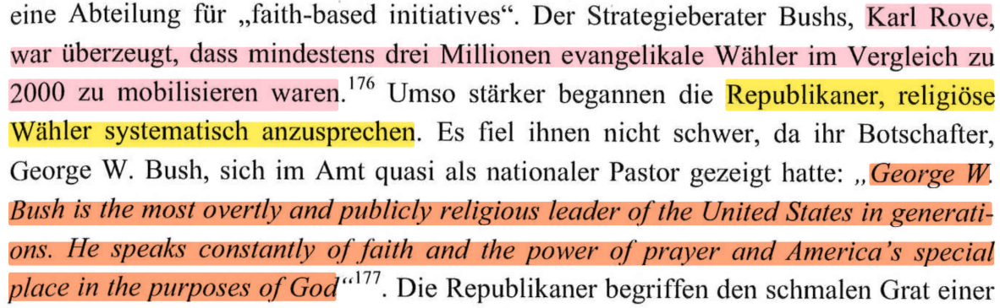 eine Abteilung für „faith-based initiatives“. Der Strategieberater Bushs, Karl Rove,
war überzeugt, dass mindestens drei Millionen evangelikale Wähler im Vergleich zu
2000 zu mobilisieren waren.176 Umso stärker begannen die Republikaner, religiöse
Wähler systematisch anzusprechen. Es fiel ihnen nicht schwer, da ihr Botschafter,
George W. Bush, sich im Amt quasi als nationaler Pastor gezeigt hatte: „George W.
Bush is the most overtly and publicly religious leader of the United States in generati-
ons. He speaks constantly of faith and the power of prayer and America's special
place in the purposes of God“177. Die Republikaner begriffen den schmalen Grat einer